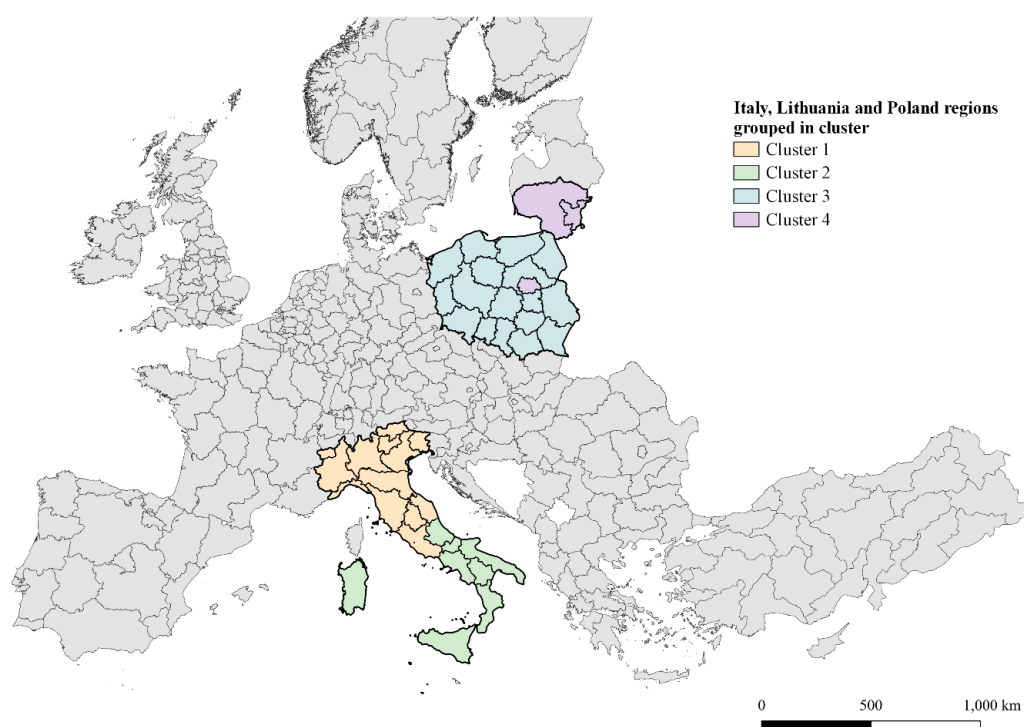 Italy, Lithuania and Poland regions
grouped in cluster
Cluster 1
Cluster 2
Cluster 3
Cluster 4
0 500 1,000 km